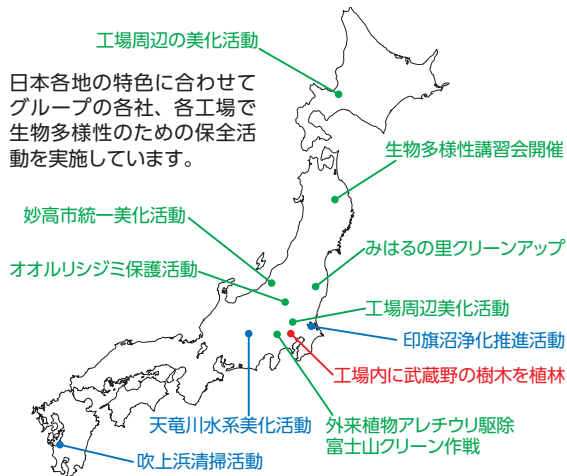 工場周辺の美化活動
日本各地の特色に合わせて
グループの各社、各工場で
生物多様性のための保全活
動を実施しています。
生物多様性講習会開催
妙高市統一美化活動
みはるの里クリーンアップ
オオルリシジミ保護活動
工場周辺美化活動
印旗沼浄化推進活動
工場内に武蔵野の樹木を植林
天竜川水系美化活動
外来植物アレチウリ駆除
富士山クリーン作戦
吹上浜清掃活動